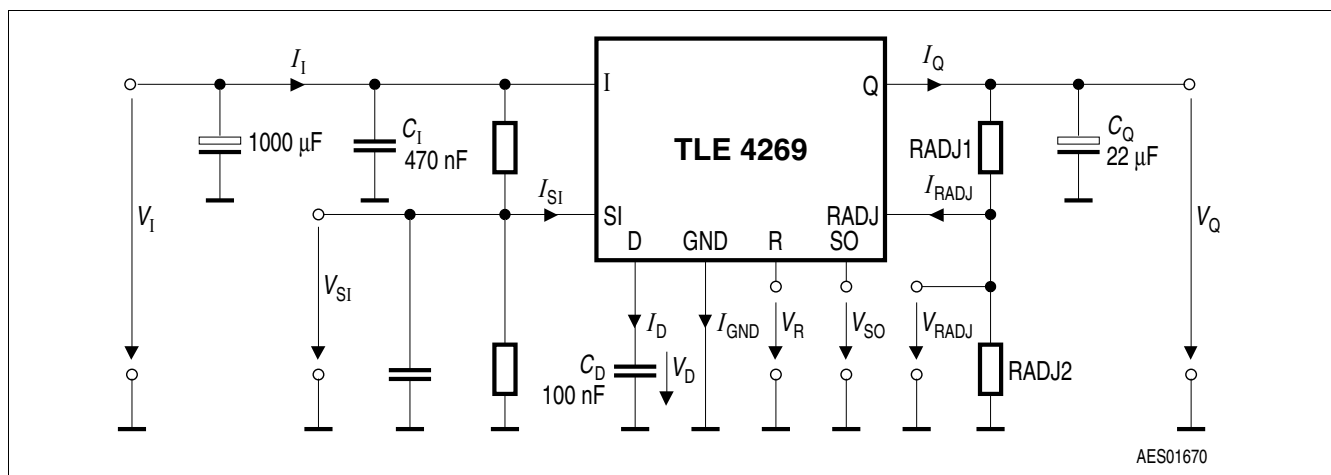 I_I
I_Q
I
Q
1000 µF
C_I
470 nF
TLE 4269
RADJ1
C_Q
22 µF
I_SI
I_RADJ
V_I
SI
RADJ
V_Q
D
GND
R
SO
V_SI
I_D
I_GND
V_R
V_SO
V_RADJ
C_D
100 nF
V_D
RADJ2
AES01670